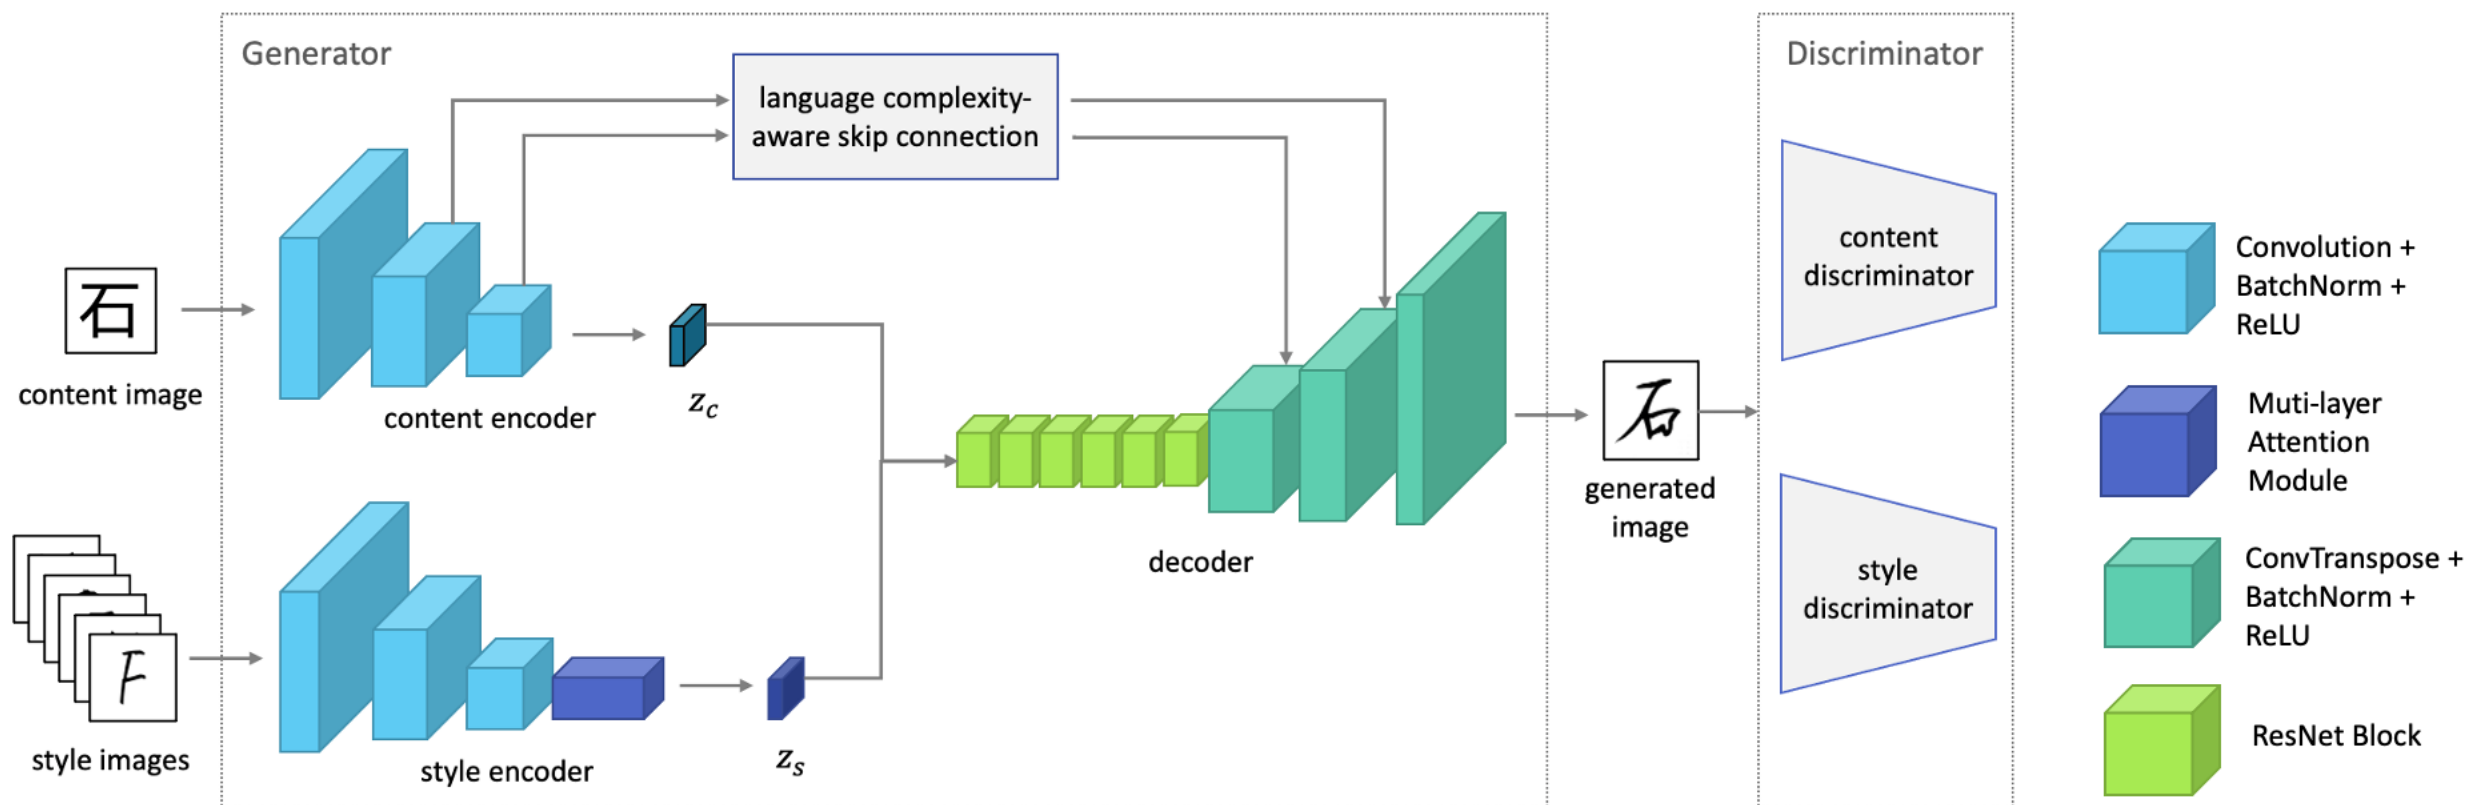 Generator
Discriminator
language complexity-
aware skip connection
石
content image
content encoder
z_c
F
style images
style encoder
z_s
decoder
石
generated
image
content
discriminator
style
discriminator
Convolution +
BatchNorm +
ReLU
Muti-layer
Attention
Module
ConvTranspose +
BatchNorm +
ReLU
ResNet Block